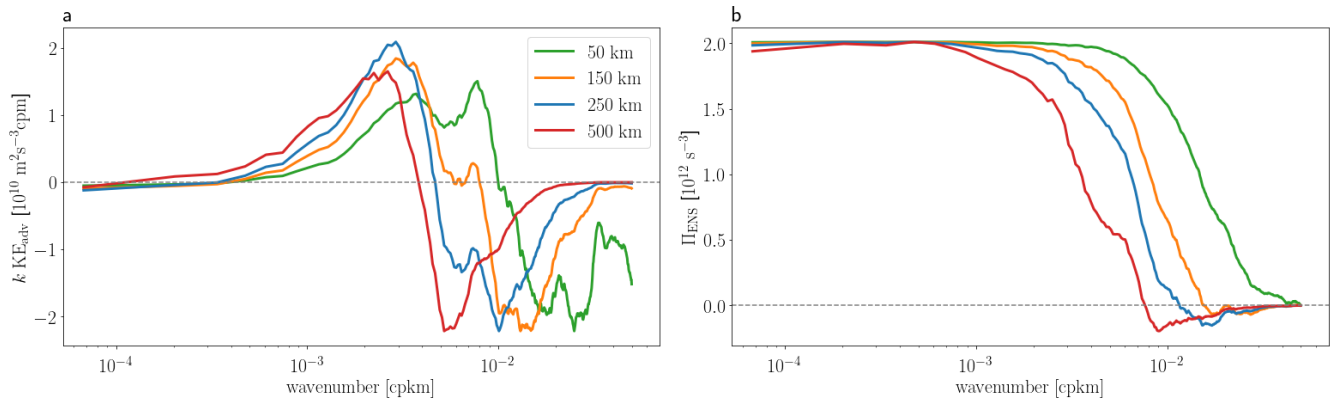 a
k KE_adv [10^10 m^2s^−3cpm]
2
1
0
−1
−2
50 km
150 km
250 km
500 km
10^−4
10^−3
10^−2
wavenumber [cpkm]
b
Π_ENS [10^12 s^−3]
2.0
1.5
1.0
0.5
0.0
10^−4
10^−3
10^−2
wavenumber [cpkm]